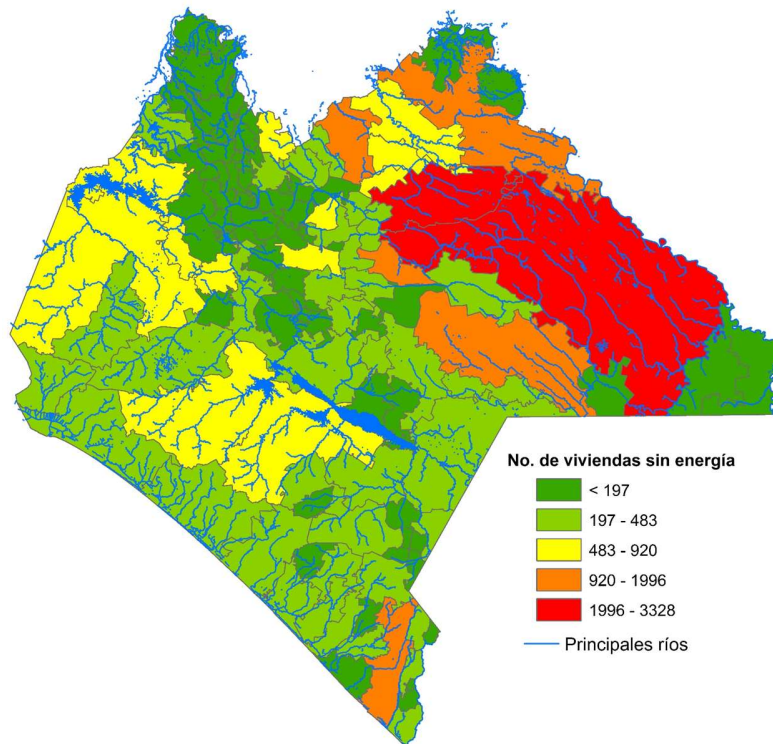 No. de viviendas sin energía
< 197
197 - 483
483 - 920
920 - 1996
1996 - 3328
Principales ríos